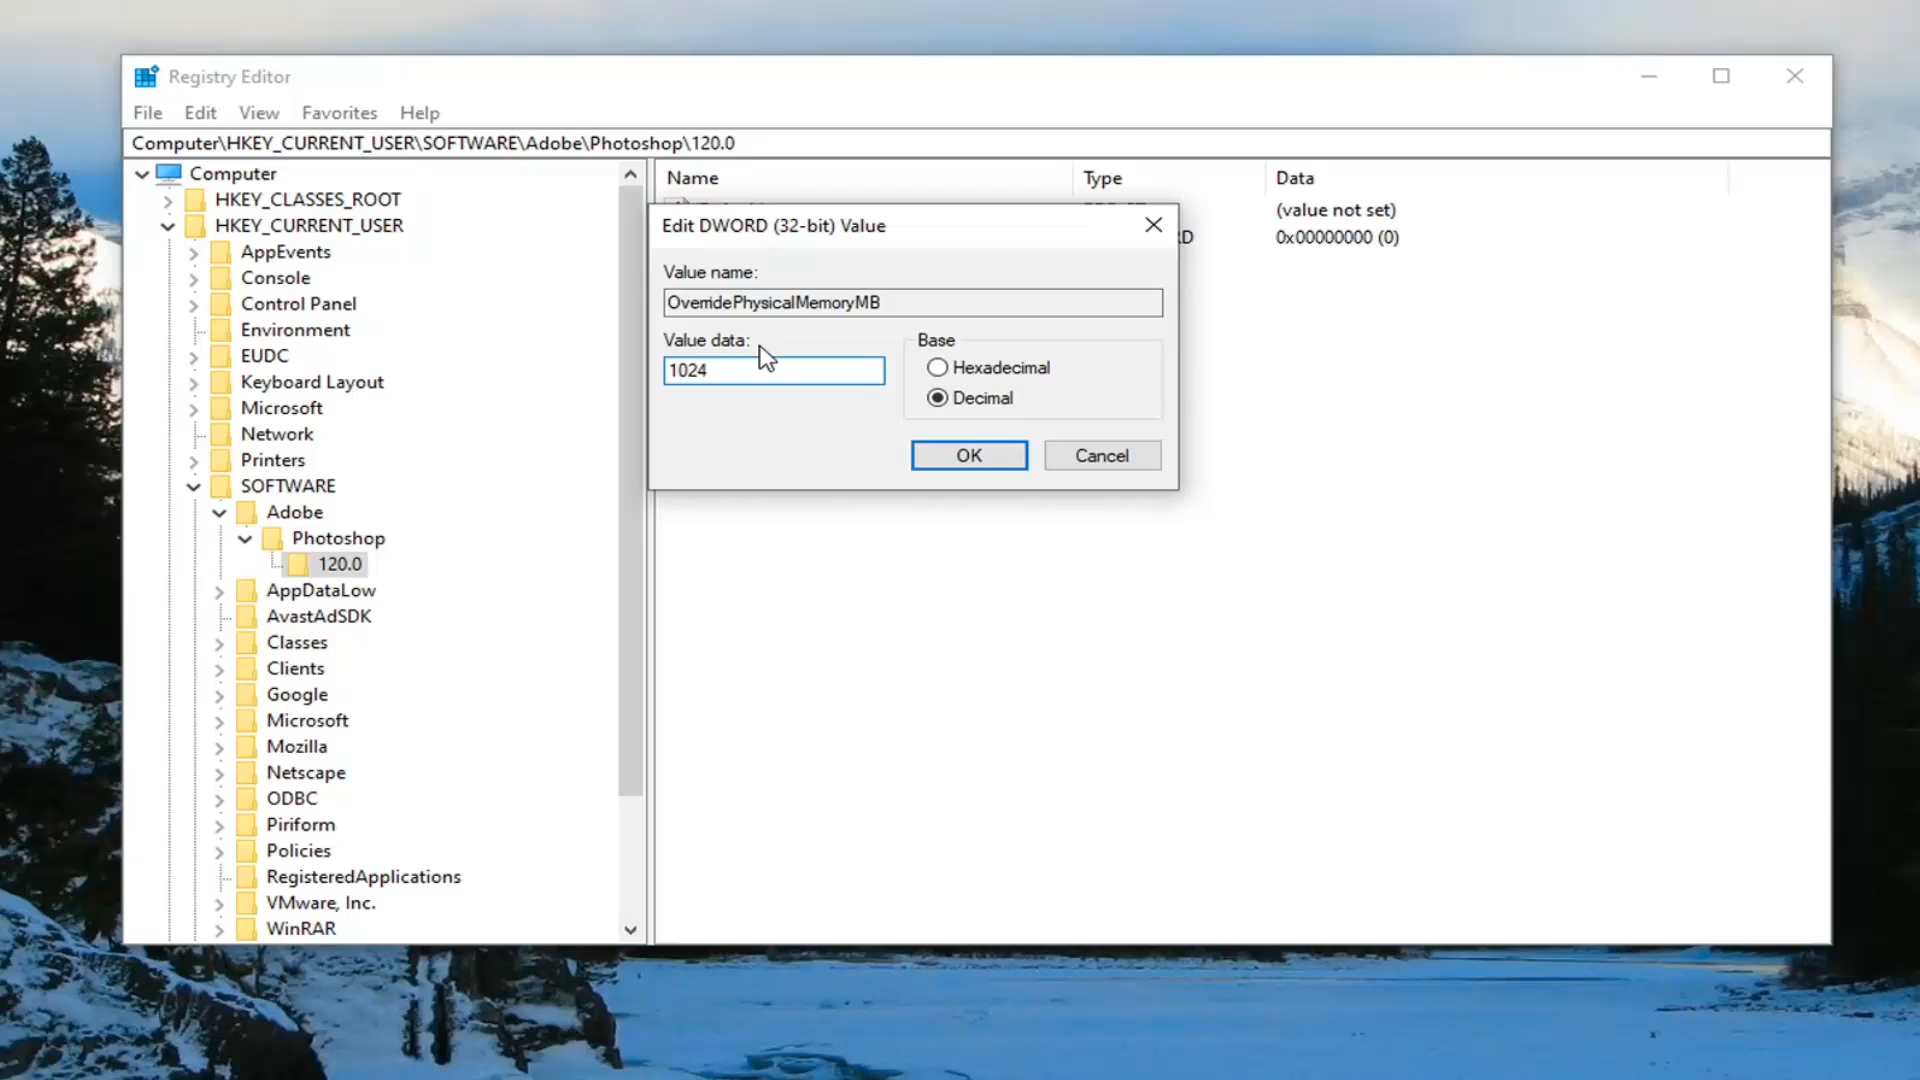 Registry Editor
File Edit View Favorites Help
Computer\HKEY_CURRENT_USER\SOFTWARE\Adobe\Photoshop\120.0
Computer
HKEY_CLASSES_ROOT
HKEY_CURRENT_USER
AppEvents
Console
Control Panel
Environment
EUDC
Keyboard Layout
Microsoft
Network
Printers
SOFTWARE
Adobe
Photoshop
120.0
AppDataLow
AvastAdSDK
Classes
Clients
Google
Microsoft
Mozilla
Netscape
ODBC
Piriform
Policies
RegisteredApplications
VMware, Inc.
WinRAR
Name Type Data
(value not set)
0x00000000 (0)
Edit DWORD (32-bit) Value
Value name:
OverridePhysicalMemoryMB
Value data:
1024
Base
Hexadecimal
Decimal
OK Cancel